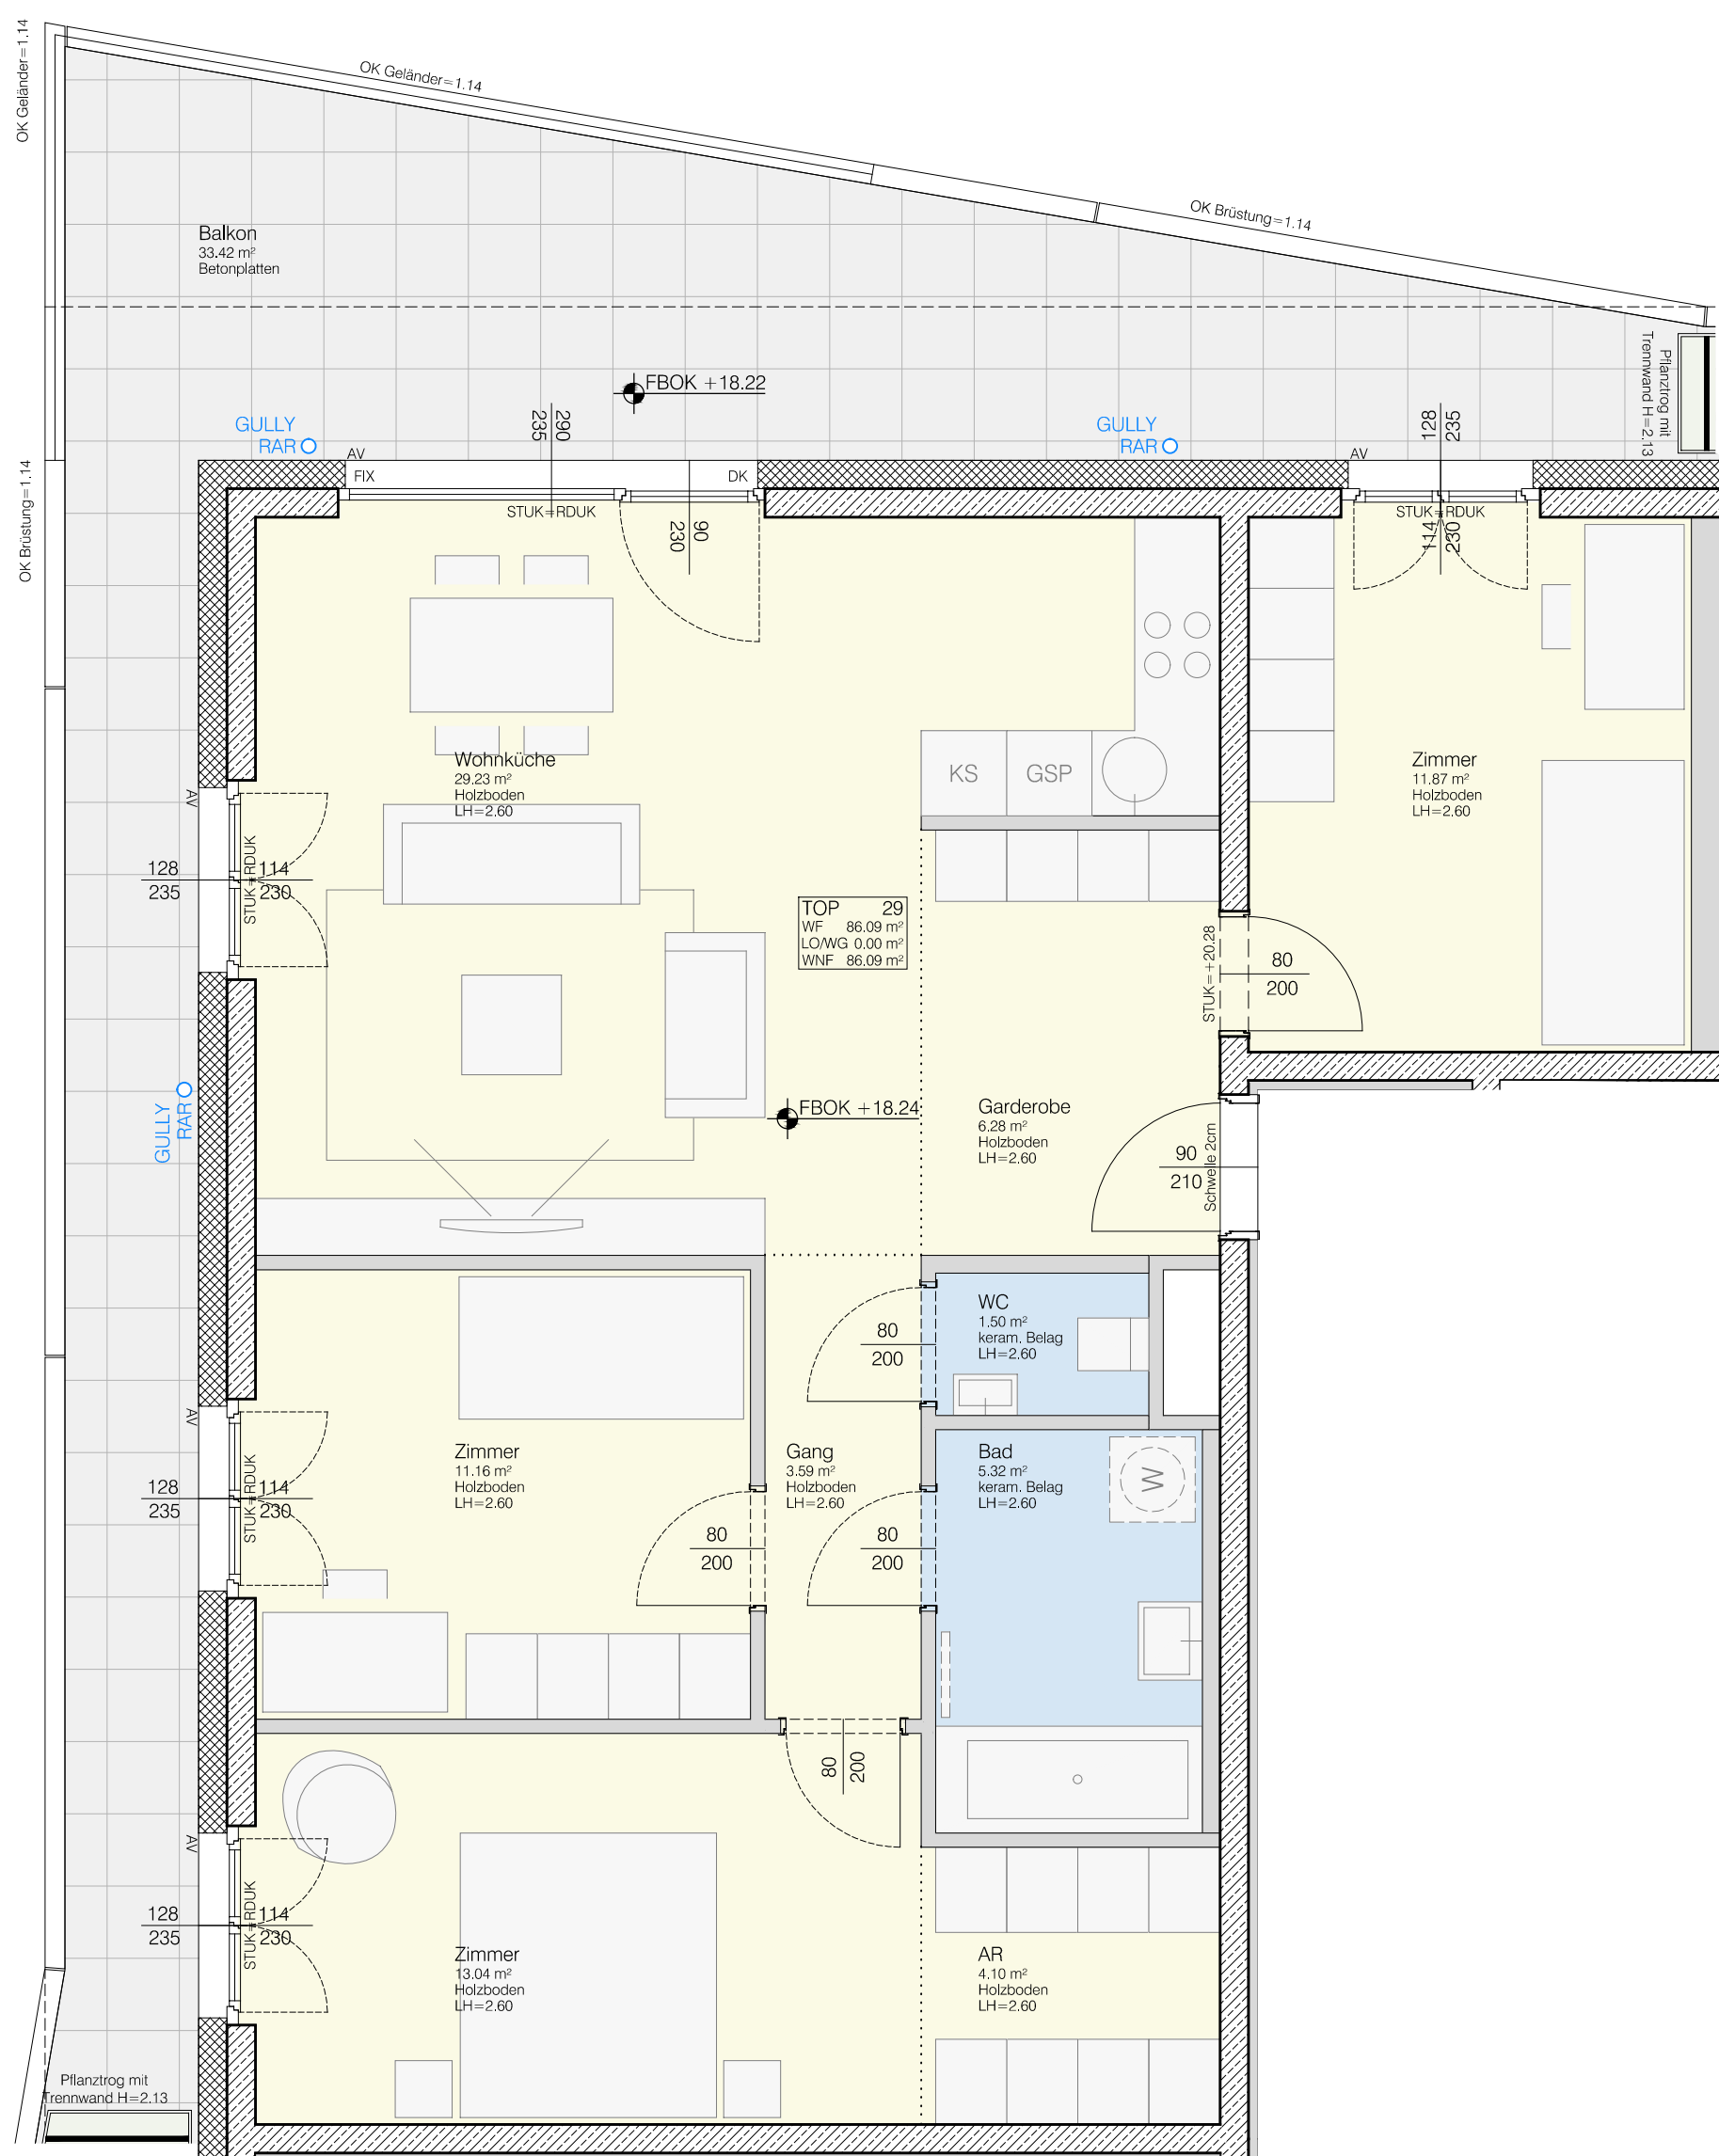 OK Geländer=1.14
OK Geländer=1.14
OK Brüstung=1.14
Balkon
33.42 m²
Betonplatten
Pflanztrog mit
Trennwand H=2.13
FBOK +18.22
GULLY
RAR
235
290
GULLY
RAR
128
235
OK Brüstung=1.14
AV
FIX
DK
AV
STUK=RDUK
230
90
STUK=RDUK
114
230
Wohnküche
29.23 m²
Holzboden
LH=2.60
KS
GSP
Zimmer
11.87 m²
Holzboden
LH=2.60
AV
128
235
STUK=RDUK
114
230
TOP 29
WF 86.09 m²
LO/WG 0.00 m²
WNF 86.09 m²
STUK=+20.28
80
200
GULLY
RAR
FBOK +18.24
Garderobe
6.28 m²
Holzboden
LH=2.60
90
210
Schwelle 2cm
WC
1.50 m²
keram. Belag
LH=2.60
80
200
AV
128
235
STUK=RDUK
114
230
Zimmer
11.16 m²
Holzboden
LH=2.60
Gang
3.59 m²
Holzboden
LH=2.60
Bad
5.32 m²
keram. Belag
LH=2.60
W
80
200
80
200
80
200
AV
128
235
STUK=RDUK
114
230
Zimmer
13.04 m²
Holzboden
LH=2.60
AR
4.10 m²
Holzboden
LH=2.60
Pflanztrog mit
Trennwand H=2.13